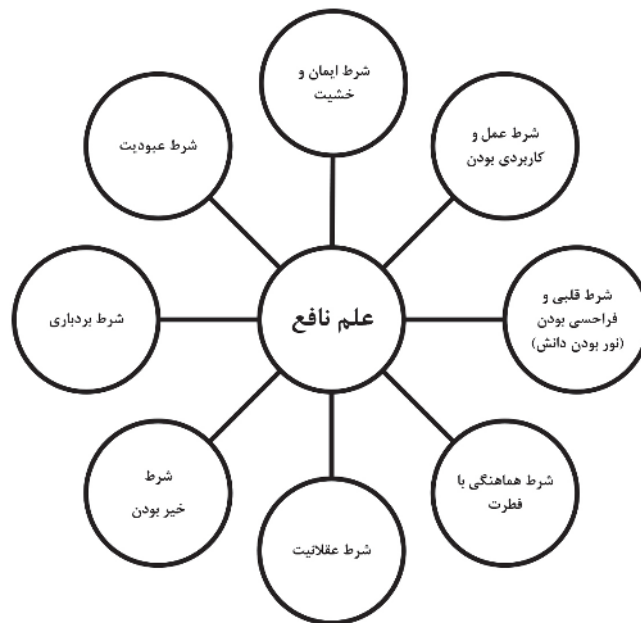 شرط ایمان و
خشیت
شرط عمل و
کاربردی بودن
شرط قلبی و
فراحسی بودن
(نور بودن دانش)
شرط هماهنگی با
فطرت
شرط عقلانیت
شرط
خیر بودن
شرط بردباری
شرط عبودیت
علم نافع